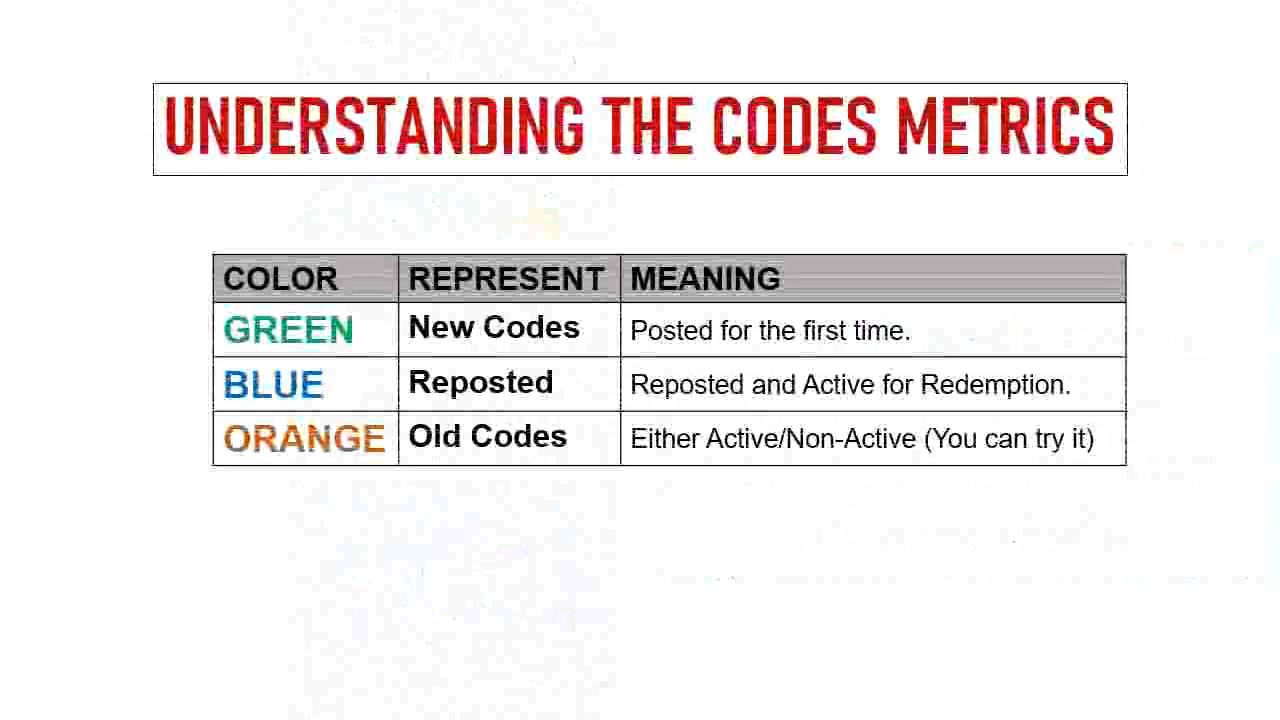 UNDERSTANDING THE CODES METRICS
COLOR REPRESENT MEANING
GREEN New Codes Posted for the first time.
BLUE Reposted Reposted and Active for Redemption.
ORANGE Old Codes Either Active/Non-Active (You can try it)